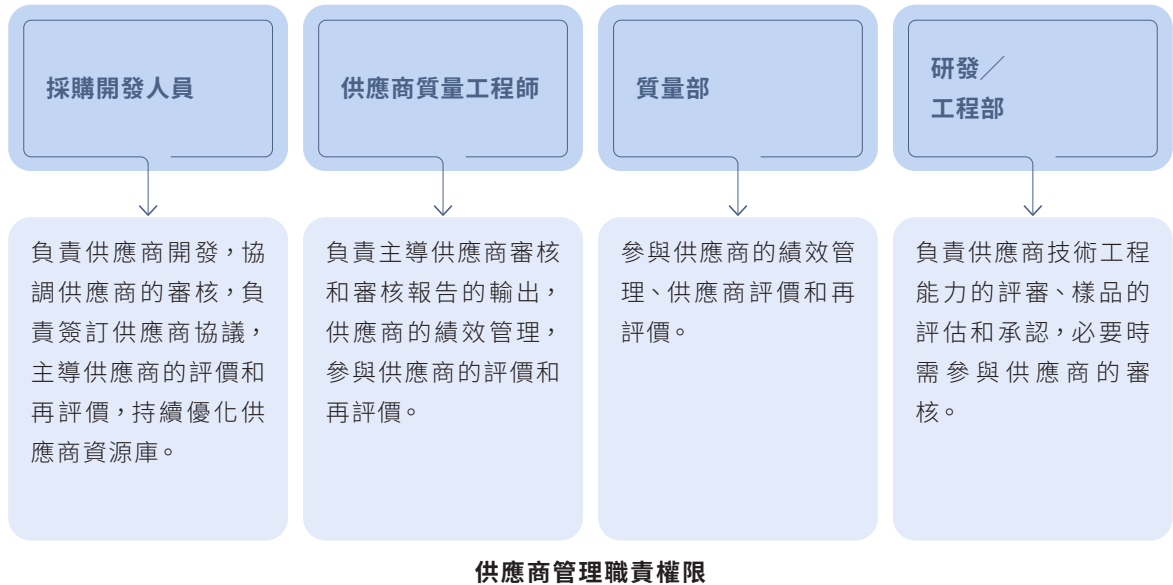 採購開發人員
供應商質量工程師
質量部
研發／
工程部
負責供應商開發，協
調供應商的審核，負
責簽訂供應商協議，
主導供應商的評價和
再評價，持續優化供
應商資源庫。
負責主導供應商審核
和審核報告的輸出，
供應商的績效管理，
參與供應商的評價和
再評價。
參與供應商的績效管
理、供應商評價和再
評價。
負責供應商技術工程
能力的評審、樣品的
評估和承認，必要時
需參與供應商的審
核。
供應商管理職責權限